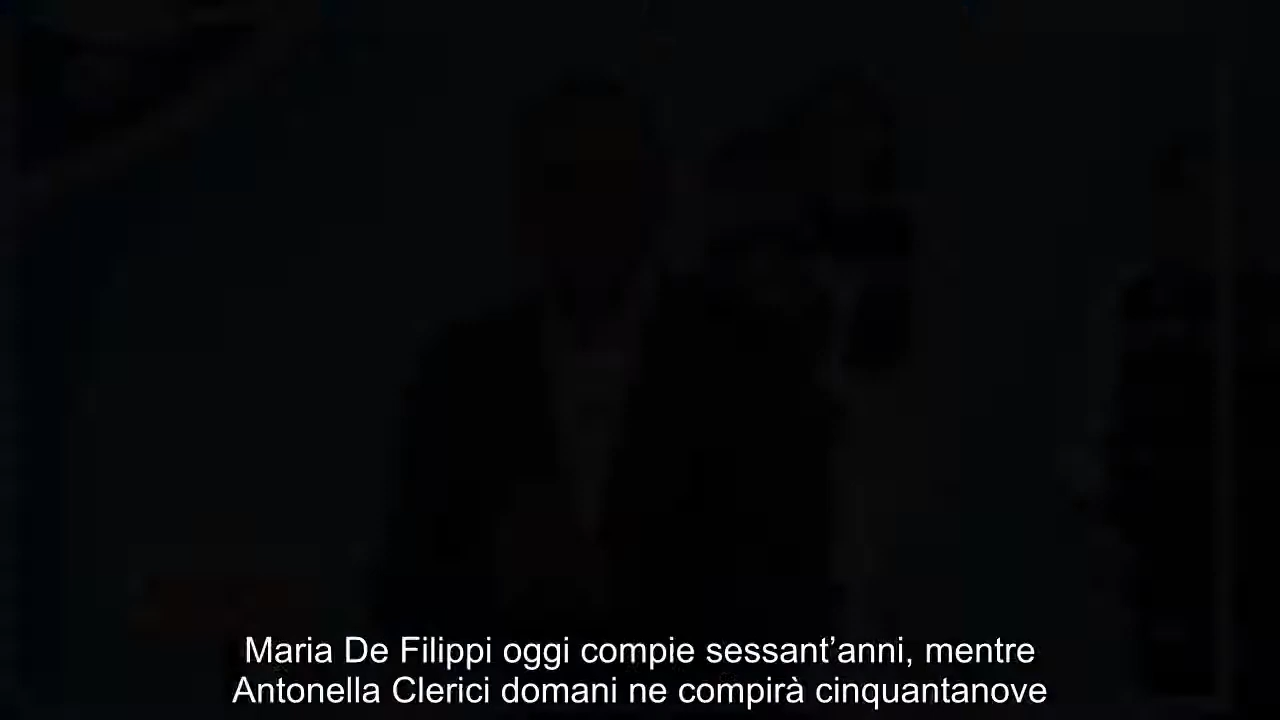 Maria De Filippi oggi compie sessant’anni, mentre
Antonella Clerici domani ne compirà cinquantanove